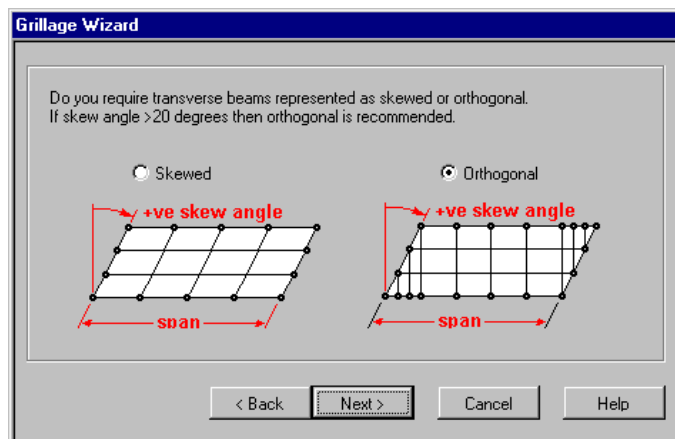 Grillage Wizard
Do you require transverse beams represented as skewed or orthogonal.
If skew angle >20 degrees then orthogonal is recommended.
Skewed
Orthogonal
+ve skew angle
+ve skew angle
span
span
< Back
Next >
Cancel
Help